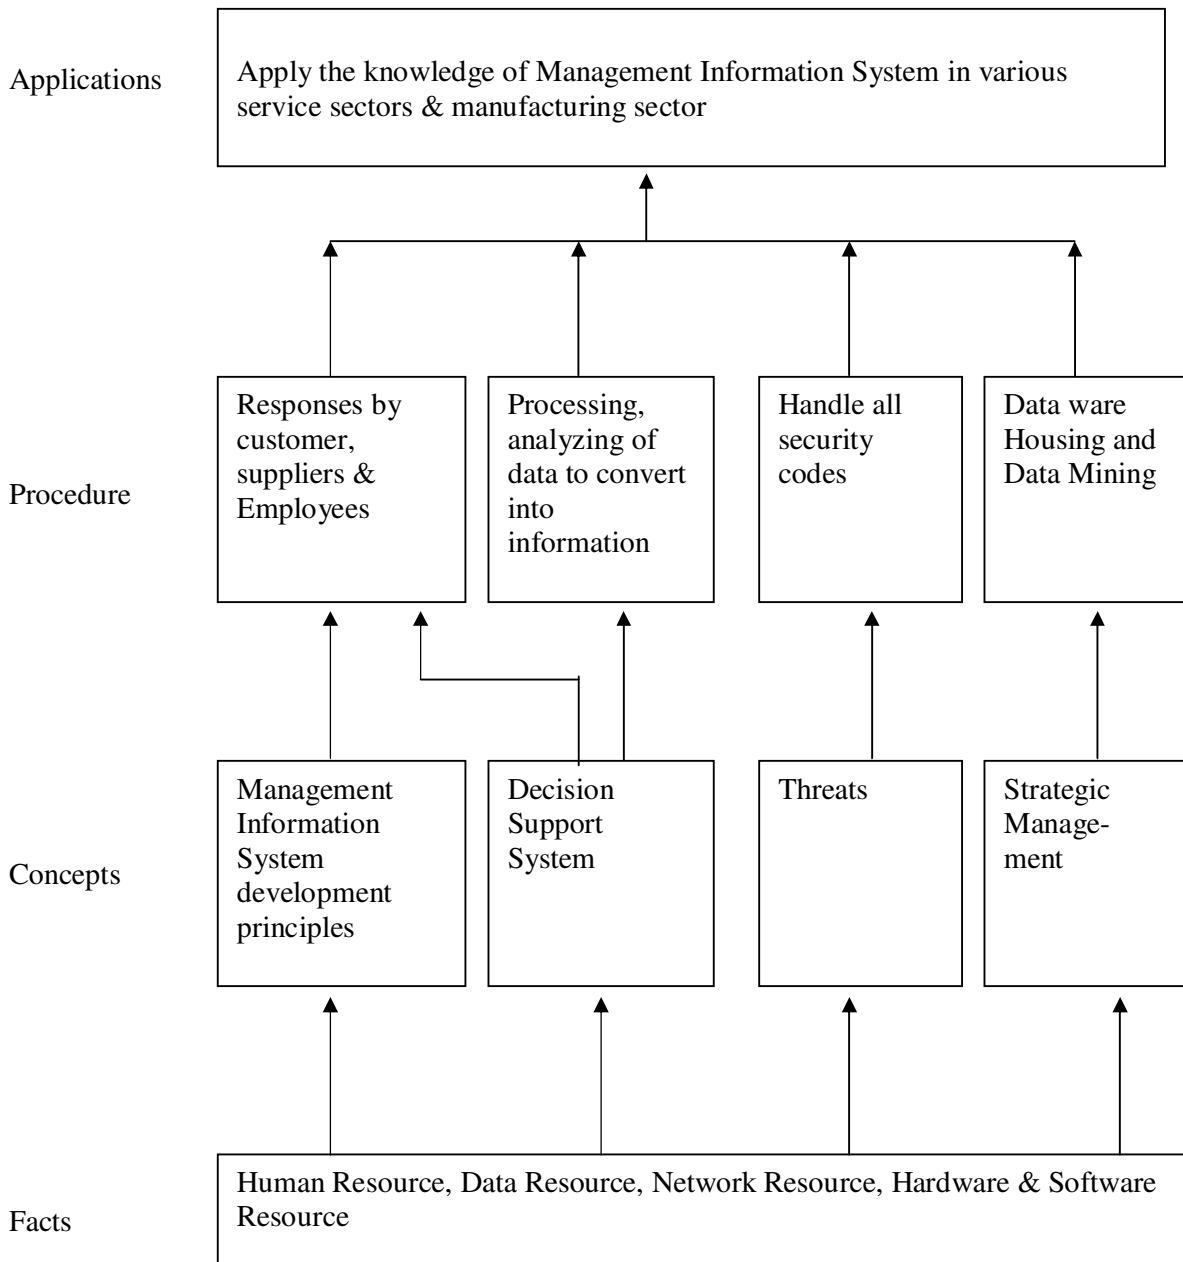 Applications
Apply the knowledge of Management Information System in various
service sectors & manufacturing sector
Procedure
Responses by
customer,
suppliers &
Employees
Processing,
analyzing of
data to convert
into
information
Handle all
security
codes
Data ware
Housing and
Data Mining
Concepts
Management
Information
System
development
principles
Decision
Support
System
Threats
Strategic
Manage-
ment
Facts
Human Resource, Data Resource, Network Resource, Hardware & Software
Resource